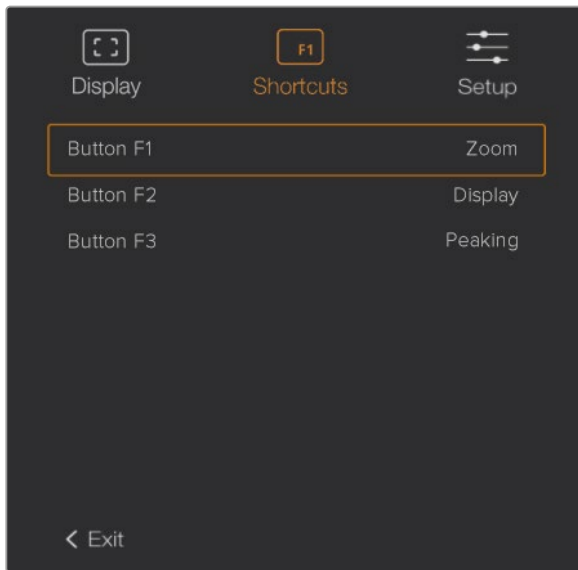 F1
Display Shortcuts Setup
Button F1 Zoom
Button F2 Display
Button F3 Peaking
< Exit